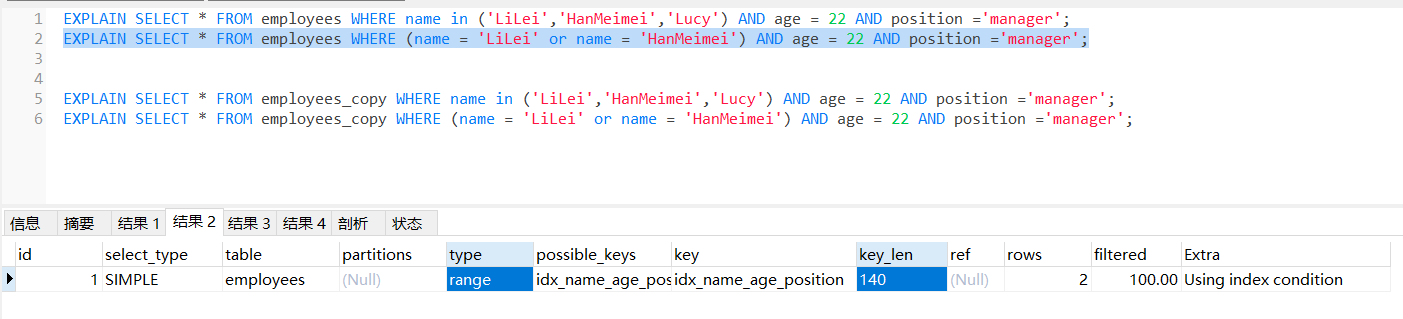 1 EXPLAIN SELECT * FROM employees WHERE name in ('LiLei','HanMeimei','Lucy') AND age = 22 AND position ='manager';
2 EXPLAIN SELECT * FROM employees WHERE (name = 'LiLei' or name = 'HanMeimei') AND age = 22 AND position ='manager';
3
4
5 EXPLAIN SELECT * FROM employees_copy WHERE name in ('LiLei','HanMeimei','Lucy') AND age = 22 AND position ='manager';
6 EXPLAIN SELECT * FROM employees_copy WHERE (name = 'LiLei' or name = 'HanMeimei') AND age = 22 AND position ='manager';
信息 摘要 结果 1 结果 2 结果 3 结果 4 剖析 状态
id select_type table partitions type possible_keys key key_len ref rows filtered Extra
1 SIMPLE employees (Null) range idx_name_age_pos idx_name_age_position 140 (Null) 2 100.00 Using index condition